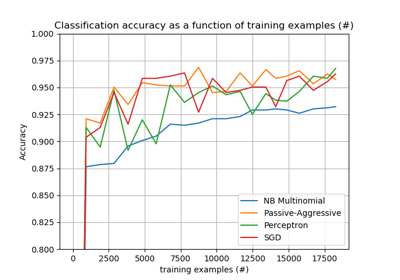 Classification accuracy as a function of training examples (#)
1.000
0.975
0.950
0.925
0.900
0.875
0.850
0.825
0.800
Accuracy
0 2500 5000 7500 10000 12500 15000 17500
training examples (#)
NB Multinomial
Passive-Aggressive
Perceptron
SGD